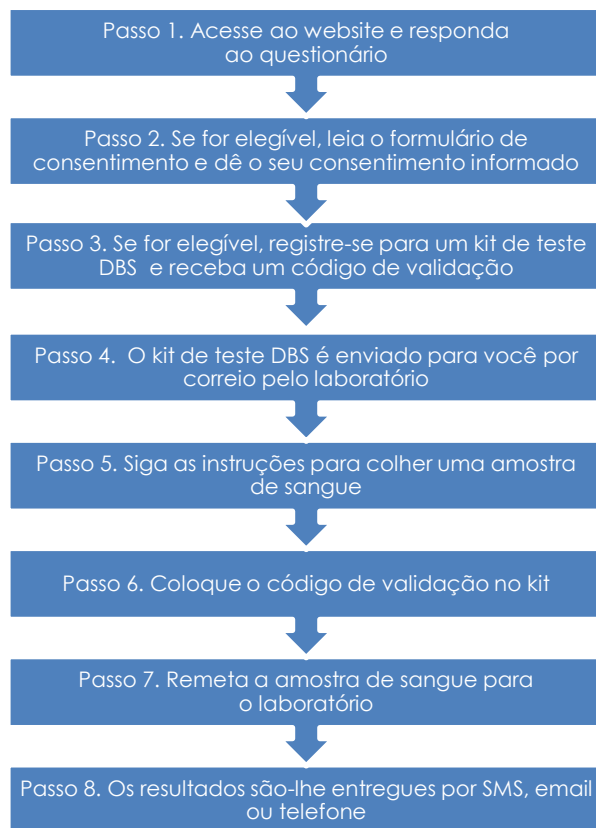 Passo 1. Acesse ao website e responda
ao questionário
Passo 2. Se for elegível, leia o formulário de
consentimento e dê o seu consentimento informado
Passo 3. Se for elegível, registre-se para um kit de teste
DBS e receba um código de validação
Passo 4. O kit de teste DBS é enviado para você por
correio pelo laboratório
Passo 5. Siga as instruções para colher uma amostra
de sangue
Passo 6. Coloque o código de validação no kit
Passo 7. Remeta a amostra de sangue para
o laboratório
Passo 8. Os resultados são-lhe entregues por SMS, email
ou telefone